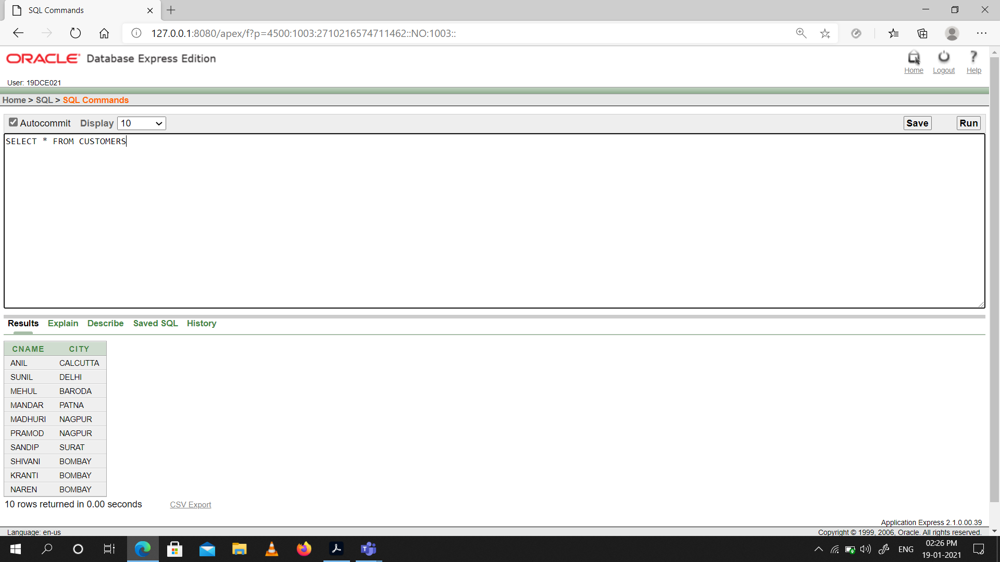 SQL Commands
127.0.0.1:8080/apex/f?p=4500:1003:2710216574711462::NO:1003::
ORACLE Database Express Edition
Home Logout Help
User: 19DCE021
Home > SQL > SQL Commands
Autocommit Display 10 Save Run
SELECT * FROM CUSTOMERS
Results Explain Describe Saved SQL History
CNAME CITY
ANIL CALCUTTA
SUNIL DELHI
MEHUL BARODA
MANDAR PATNA
MADHURI NAGPUR
PRAMOD NAGPUR
SANDIP SURAT
SHIVANI BOMBAY
KRANTI BOMBAY
NAREN BOMBAY
10 rows returned in 0.00 seconds CSV Export
Application Express 2.1.0.00.39
Language: en-us Copyright © 1999, 2006, Oracle. All rights reserved.
ENG 02:26 PM
19-01-2021